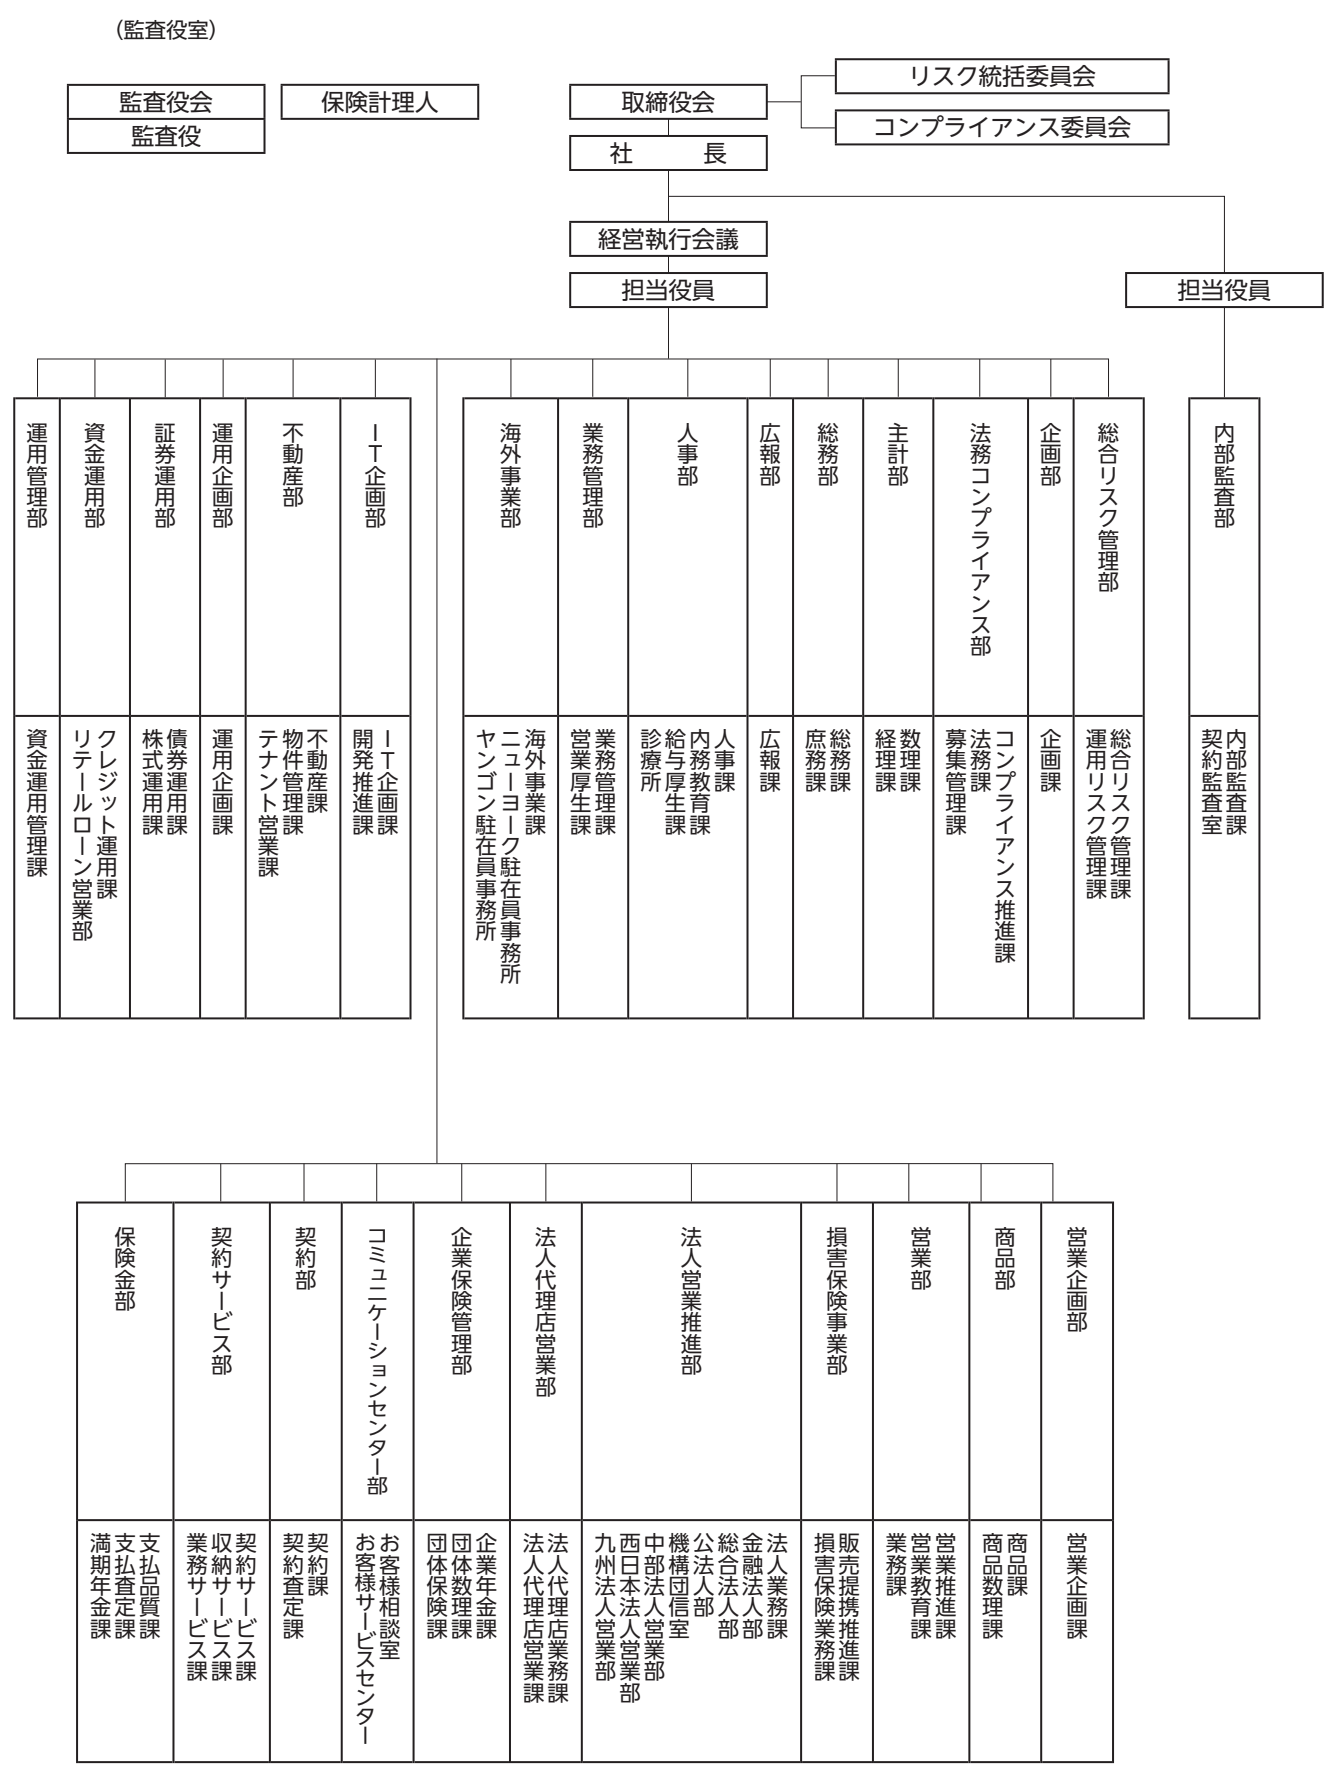 （監査役室）
監査役会
監査役
保険計理人
取締役会
リスク統括委員会
コンプライアンス委員会
社　　長
経営執行会議
担当役員
担当役員
内部監査部
内部監査課
契約監査室
総合リスク管理部
総合リスク管理課
運用リスク管理課
企画部
企画課
法務コンプライアンス部
コンプライアンス推進課
法務課
募集管理課
主計部
数理課
経理課
総務部
総務課
庶務課
広報部
広報課
人事部
人事課
内務教育課
給与厚生課
診療所
業務管理部
業務管理課
営業厚生課
海外事業部
海外事業課
ニューヨーク駐在員事務所
ヤンゴン駐在員事務所
IT企画部
IT企画課
開発推進課
不動産部
不動産課
物件管理課
テナント営業課
運用企画部
運用企画課
証券運用部
債券運用課
株式運用課
資金運用部
クレジット運用課
リテールローン営業部
運用管理部
資金運用管理課
営業企画部
営業企画課
商品部
商品課
商品数理課
営業部
営業推進課
営業教育課
業務課
損害保険事業部
販売提携推進課
損害保険業務課
法人営業推進部
法人業務課
金融法人部
総合法人部
公法人部
機構団信室
中部法人営業部
西日本法人営業部
九州法人営業部
法人代理店営業部
法人代理店業務課
法人代理店営業課
企業保険管理部
企業年金課
団体数理課
団体保険課
コミュニケーションセンター部
お客様相談室
お客様サービスセンター
契約部
契約課
契約査定課
契約サービス部
契約サービス課
収納サービス課
業務サービス課
保険金部
支払品質課
支払査定課
満期年金課